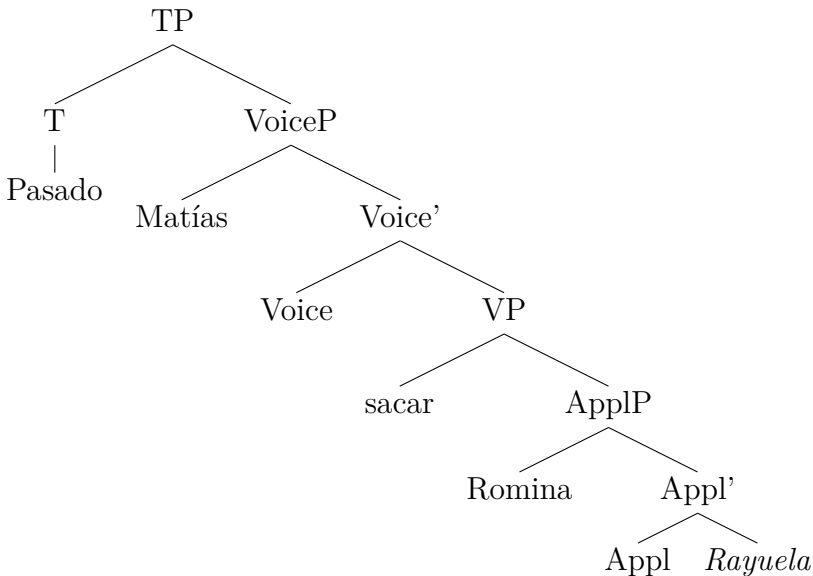 TP
T VoiceP
Pasado
Matías Voice'
Voice VP
sacar ApplP
Romina Appl'
Appl Rayuela